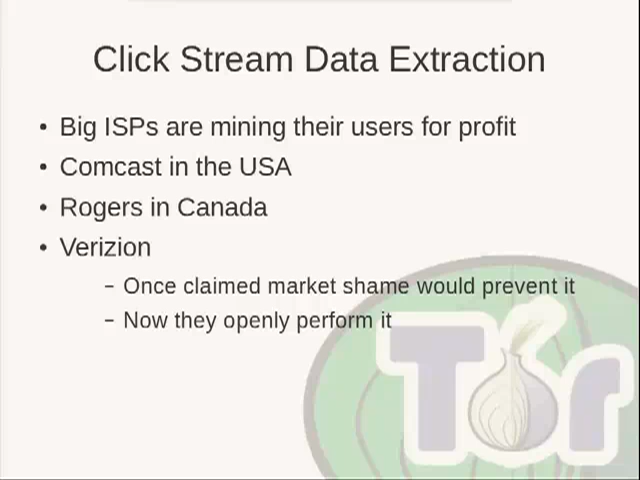 Click Stream Data Extraction
• Big ISPs are mining their users for profit
• Comcast in the USA
• Rogers in Canada
• Verizion
– Once claimed market shame would prevent it
– Now they openly perform it
Tor